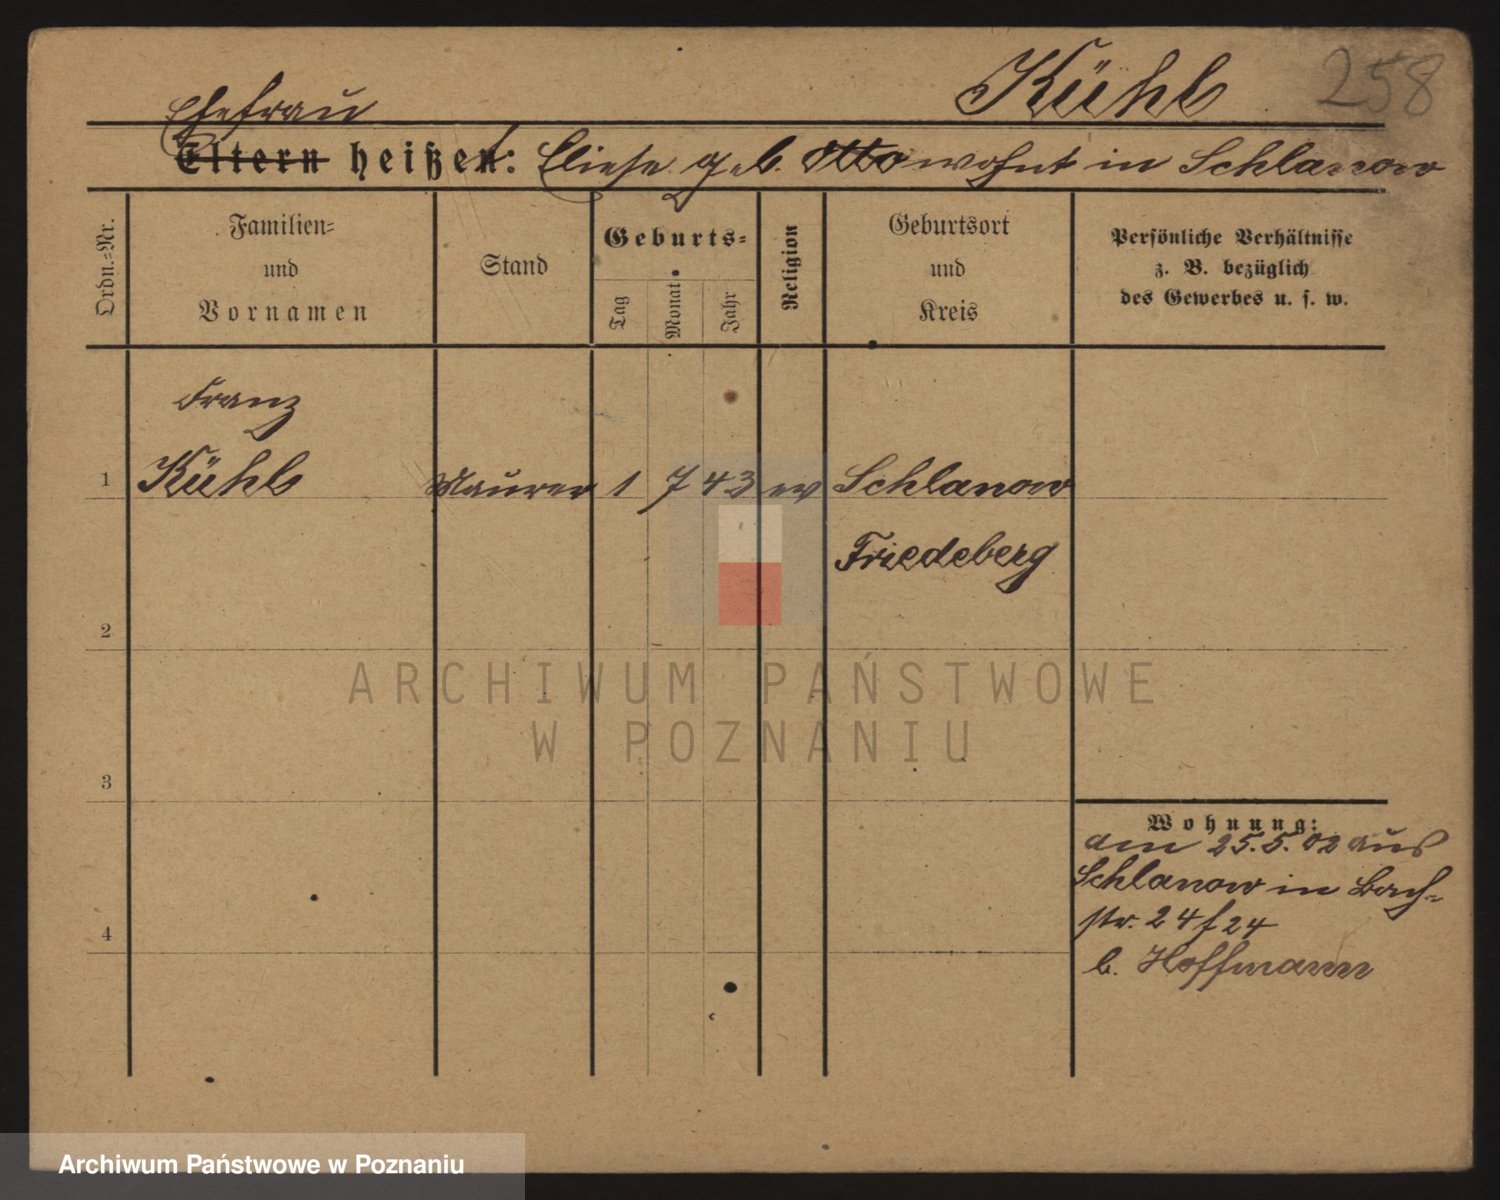 Kühl 258
Ehefrau
Eltern heißen: Eliese geb. Otto wohnt in Schlanow
Ordn.-Nr.
Familien-
und
Vornamen
Stand
Geburts-
Tag
Monat
Jahr
Religion
Geburtsort
und
Kreis
Persönliche Verhältnisse
z. B. bezüglich
des Gewerbes u. s. w.
Franz
1 Kühl Maurer 1 7 43 ev Schlanow
Friedeberg
2
ARCHIWUM PAŃSTWOWE
W POZNANIU
3
Wohnung:
am 25.5.02 aus
Schlanow in Bach-
str. 24 f 24
b. Hoffmann
4
Archiwum Państwowe w Poznaniu